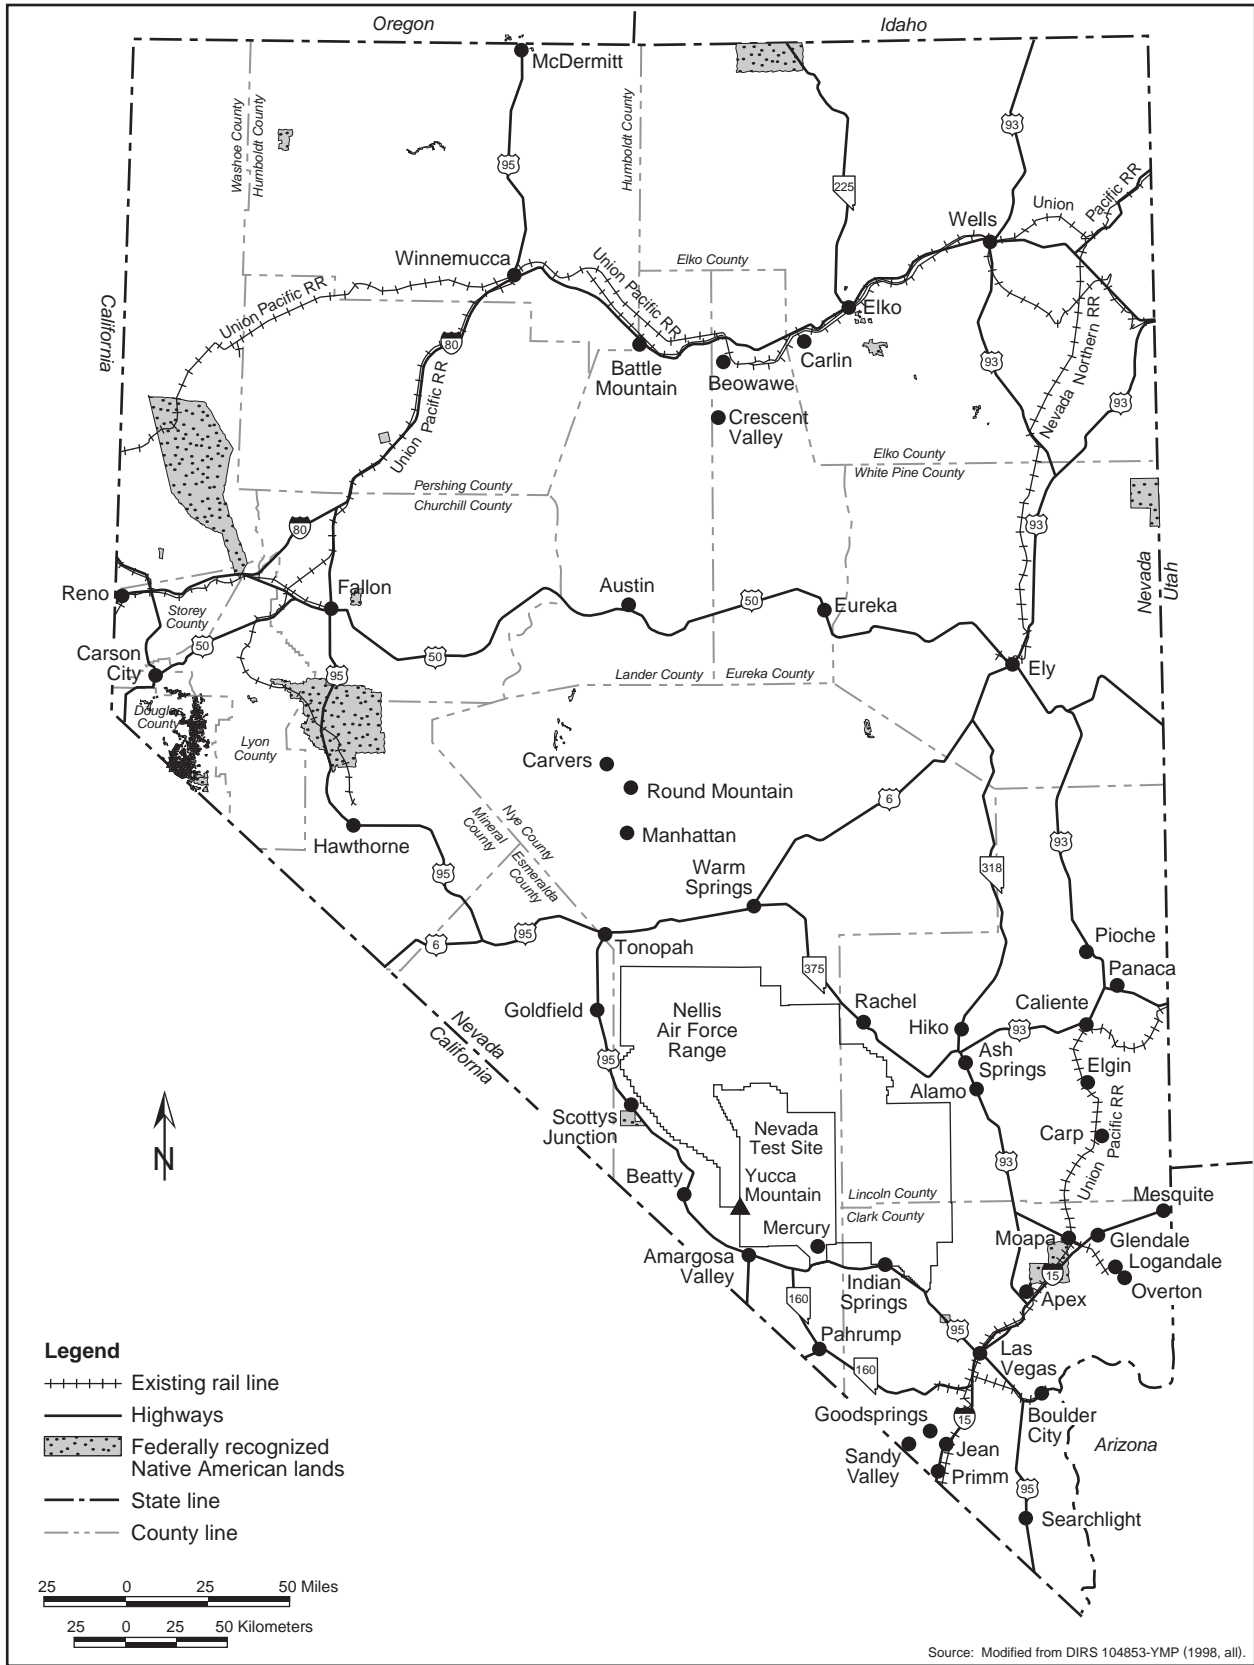 Oregon
Idaho
McDermitt
Washoe County
Humboldt County
Humboldt County
95
93
225
Union
Pacific RR
Wells
Winnemucca
Union Pacific RR
Elko County
Union Pacific RR
Elko
California
80
Battle
Mountain
Beowawe
Carlin
93
Nevada Northern RR
93
Union Pacific RR
Crescent
Valley
Elko County
White Pine County
Pershing County
Churchill County
80
93
Reno
Fallon
Austin
50
Eureka
Nevada
Utah
Storey
County
50
Carson
City
50
95
Lander County
Eureka County
Ely
Douglas
County
Lyon
County
Carvers
Round Mountain
6
Nye County
Mineral
County
Manhattan
Hawthorne
Esmeralda
County
93
95
Warm
Springs
318
6
95
Tonopah
Pioche
375
Panaca
Goldfield
Nellis
Air Force
Range
Rachel
Caliente
Hiko
93
Nevada
California
95
Ash
Springs
Elgin
Alamo
Scottys
Junction
Nevada
Test Site
Carp
Union Pacific RR
93
N
Beatty
Yucca
Mountain
Lincoln County
Clark County
Mesquite
Mercury
Moapa
Glendale
Logandale
Amargosa
Valley
Indian
Springs
15
Overton
Apex
160
95
Pahrump
Las
Vegas
160
Goodsprings
15
Boulder
City
Arizona
Sandy
Valley
Jean
Primm
95
Searchlight
Legend
Existing rail line
Highways
Federally recognized
Native American lands
State line
County line
25 0 25 50 Miles
25 0 25 50 Kilometers
Source: Modified from DIRS 104853-YMP (1998, all).